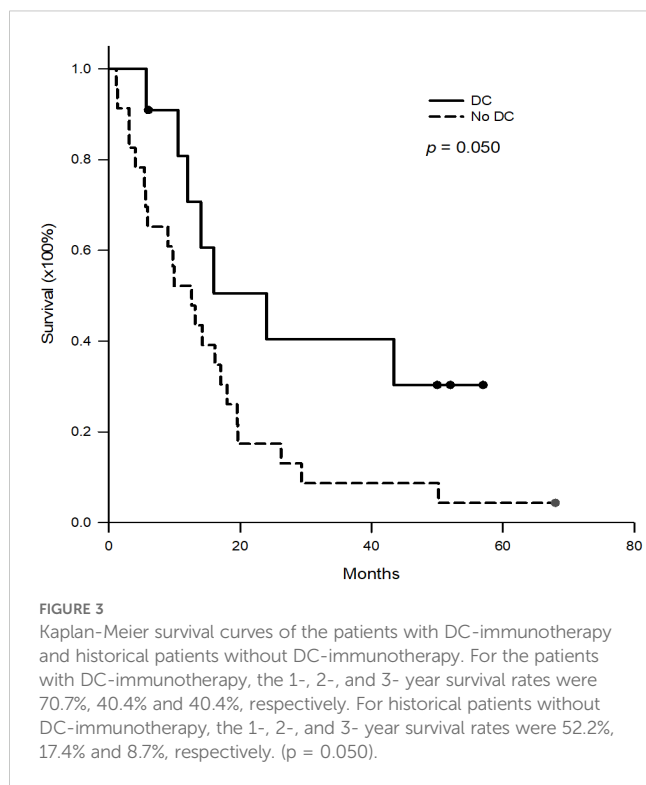 1.0
0.8
0.6
0.4
0.2
0.0
Survival (x100%)
DC
No DC
p = 0.050
0 20 40 60 80
Months
FIGURE 3
Kaplan-Meier survival curves of the patients with DC-immunotherapy
and historical patients without DC-immunotherapy. For the patients
with DC-immunotherapy, the 1-, 2-, and 3- year survival rates were
70.7%, 40.4% and 40.4%, respectively. For historical patients without
DC-immunotherapy, the 1-, 2-, and 3- year survival rates were 52.2%,
17.4% and 8.7%, respectively. (p = 0.050).